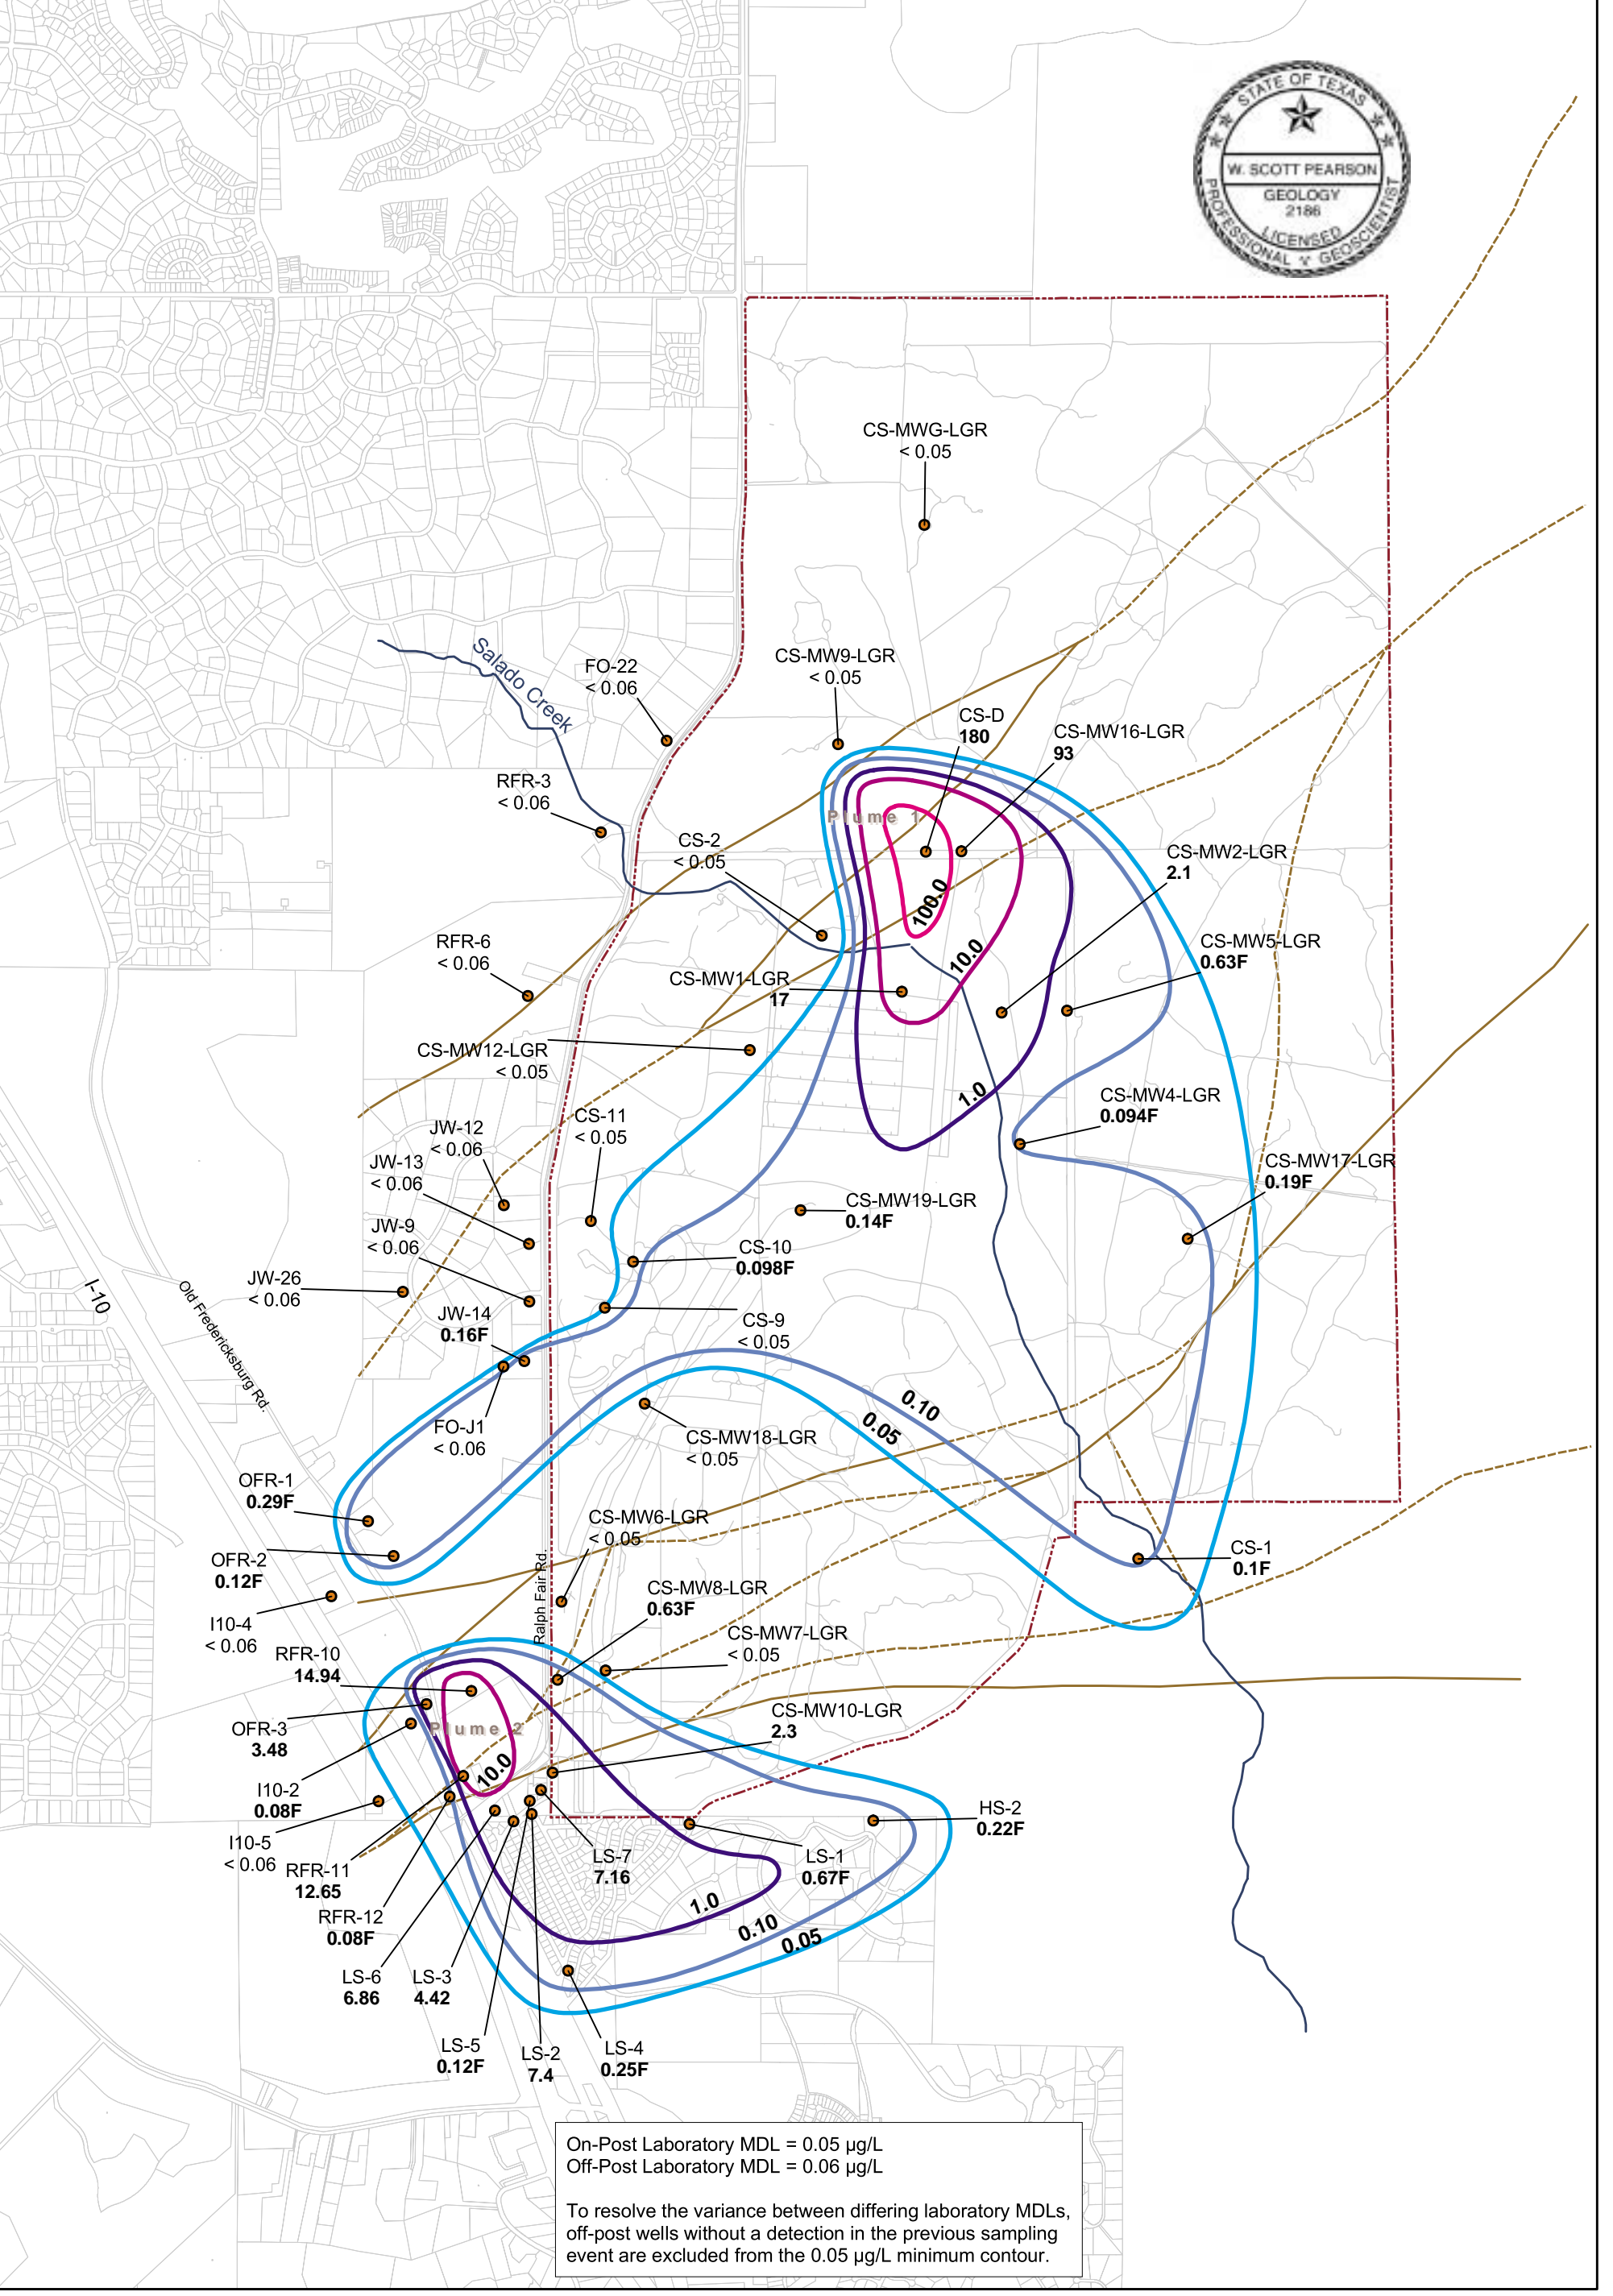 STATE OF TEXAS
W. SCOTT PEARSON
GEOLOGY
2186
LICENSED
PROFESSIONAL GEOSCIENTIST
CS-MWG-LGR
< 0.05
Salado Creek
FO-22
< 0.06
CS-MW9-LGR
< 0.05
CS-D
180
CS-MW16-LGR
93
RFR-3
< 0.06
Plume 1
CS-2
< 0.05
CS-MW2-LGR
2.1
100.0
RFR-6
< 0.06
10.0
CS-MW5-LGR
0.63F
CS-MW1-LGR
17
CS-MW12-LGR
< 0.05
1.0
CS-MW4-LGR
0.094F
CS-11
< 0.05
JW-12
< 0.06
JW-13
< 0.06
CS-MW17-LGR
0.19F
CS-MW19-LGR
0.14F
JW-9
< 0.06
CS-10
0.098F
JW-26
< 0.06
I-10
Old Fredericksburg Rd.
JW-14
0.16F
CS-9
< 0.05
0.10
0.05
FO-J1
< 0.06
CS-MW18-LGR
< 0.05
OFR-1
0.29F
CS-MW6-LGR
< 0.05
OFR-2
0.12F
CS-1
0.1F
Ralph Fair Rd.
CS-MW8-LGR
0.63F
I10-4
< 0.06
CS-MW7-LGR
< 0.05
RFR-10
14.94
CS-MW10-LGR
2.3
OFR-3
3.48
Plume 2
10.0
I10-2
0.08F
HS-2
0.22F
I10-5
< 0.06
LS-7
7.16
LS-1
0.67F
RFR-11
12.65
1.0
RFR-12
0.08F
0.10
0.05
LS-6
6.86
LS-3
4.42
LS-5
0.12F
LS-2
7.4
LS-4
0.25F
On-Post Laboratory MDL = 0.05 µg/L
Off-Post Laboratory MDL = 0.06 µg/L
To resolve the variance between differing laboratory MDLs,
off-post wells without a detection in the previous sampling
event are excluded from the 0.05 µg/L minimum contour.